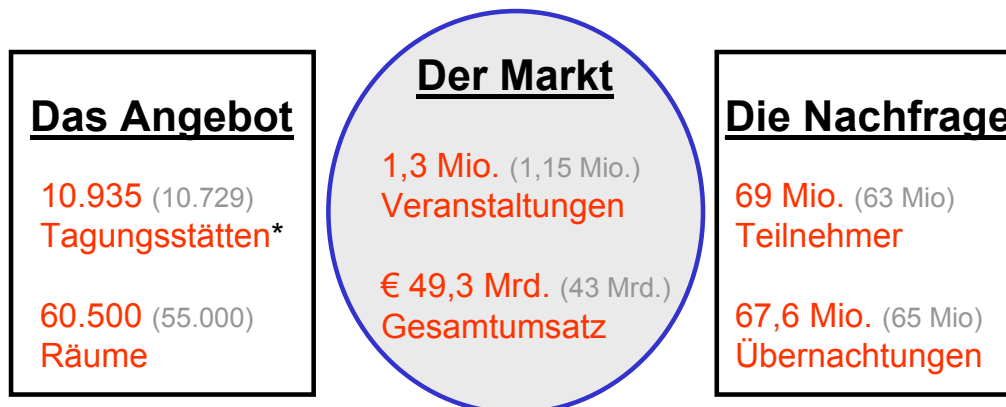 Das Angebot
10.935 (10.729)
Tagungsstätten*
60.500 (55.000)
Räume
Der Markt
1,3 Mio. (1,15 Mio.)
Veranstaltungen
€ 49,3 Mrd. (43 Mrd.)
Gesamtumsatz
Die Nachfrage
69 Mio. (63 Mio)
Teilnehmer
67,6 Mio. (65 Mio)
Übernachtungen